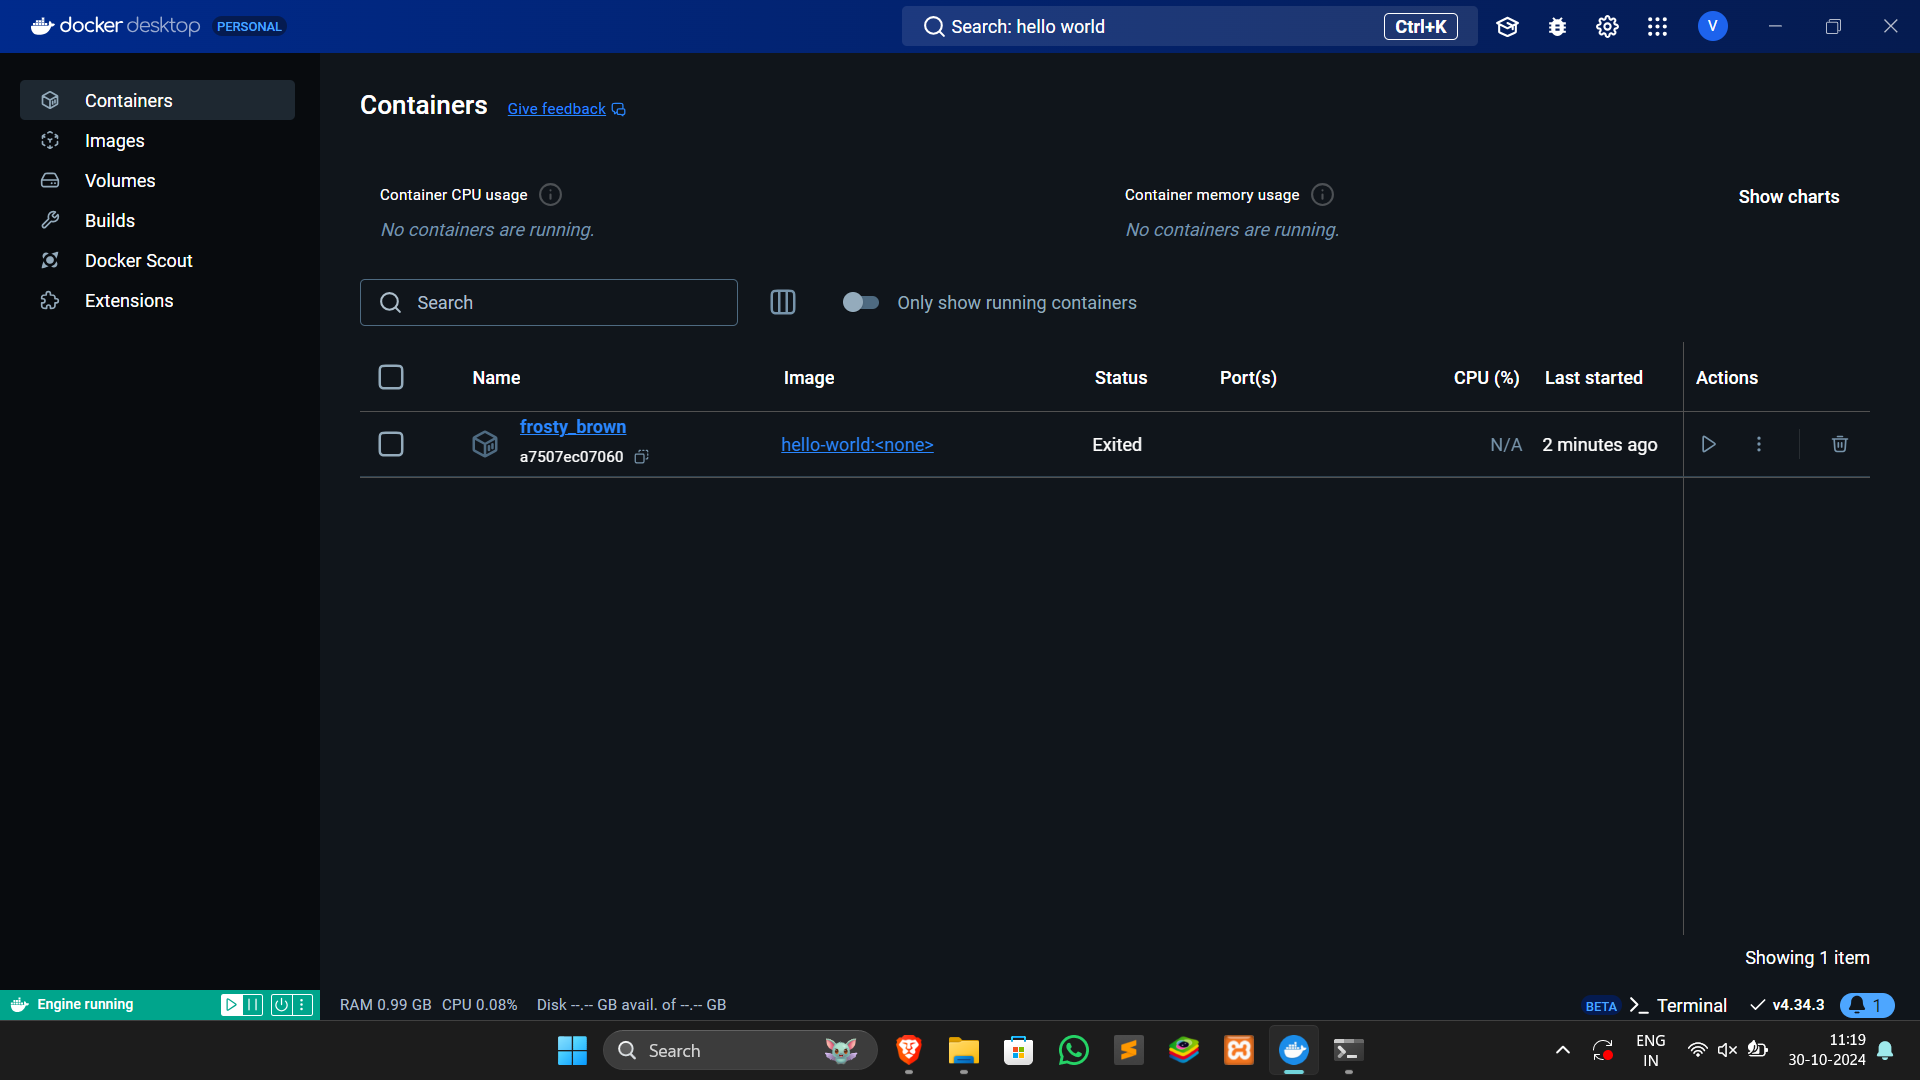 docker desktop PERSONAL
Search: hello world Ctrl+K
V
Containers
Images
Volumes
Builds
Docker Scout
Extensions
Containers Give feedback
Container CPU usage
No containers are running.
Container memory usage
No containers are running.
Show charts
Search
Only show running containers
Name Image Status Port(s) CPU (%) Last started Actions
frosty_brown
a7507ec07060
hello-world:<none> Exited N/A 2 minutes ago
Showing 1 item
Engine running
RAM 0.99 GB CPU 0.08% Disk --.-- GB avail. of --.-- GB
BETA >_ Terminal v4.34.3 1
Search
ENG
IN
11:19
30-10-2024